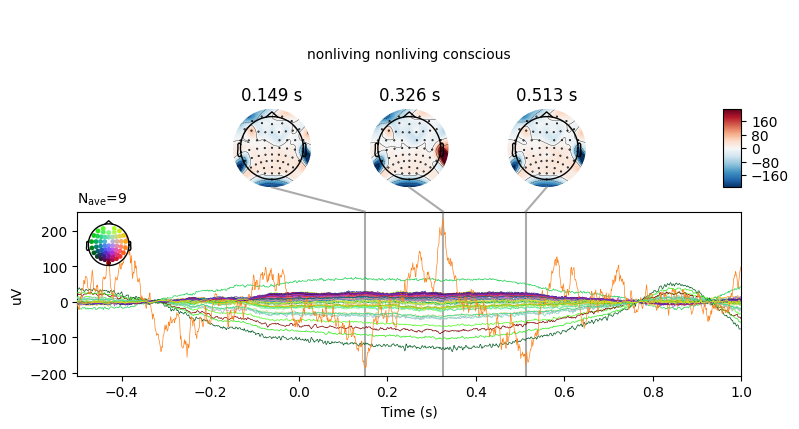 nonliving nonliving conscious
0.149 s 0.326 s 0.513 s
160
80
0
−80
−160
Nave=9
200
100
0
−100
−200
uV
−0.4 −0.2 0.0 0.2 0.4 0.6 0.8 1.0
Time (s)